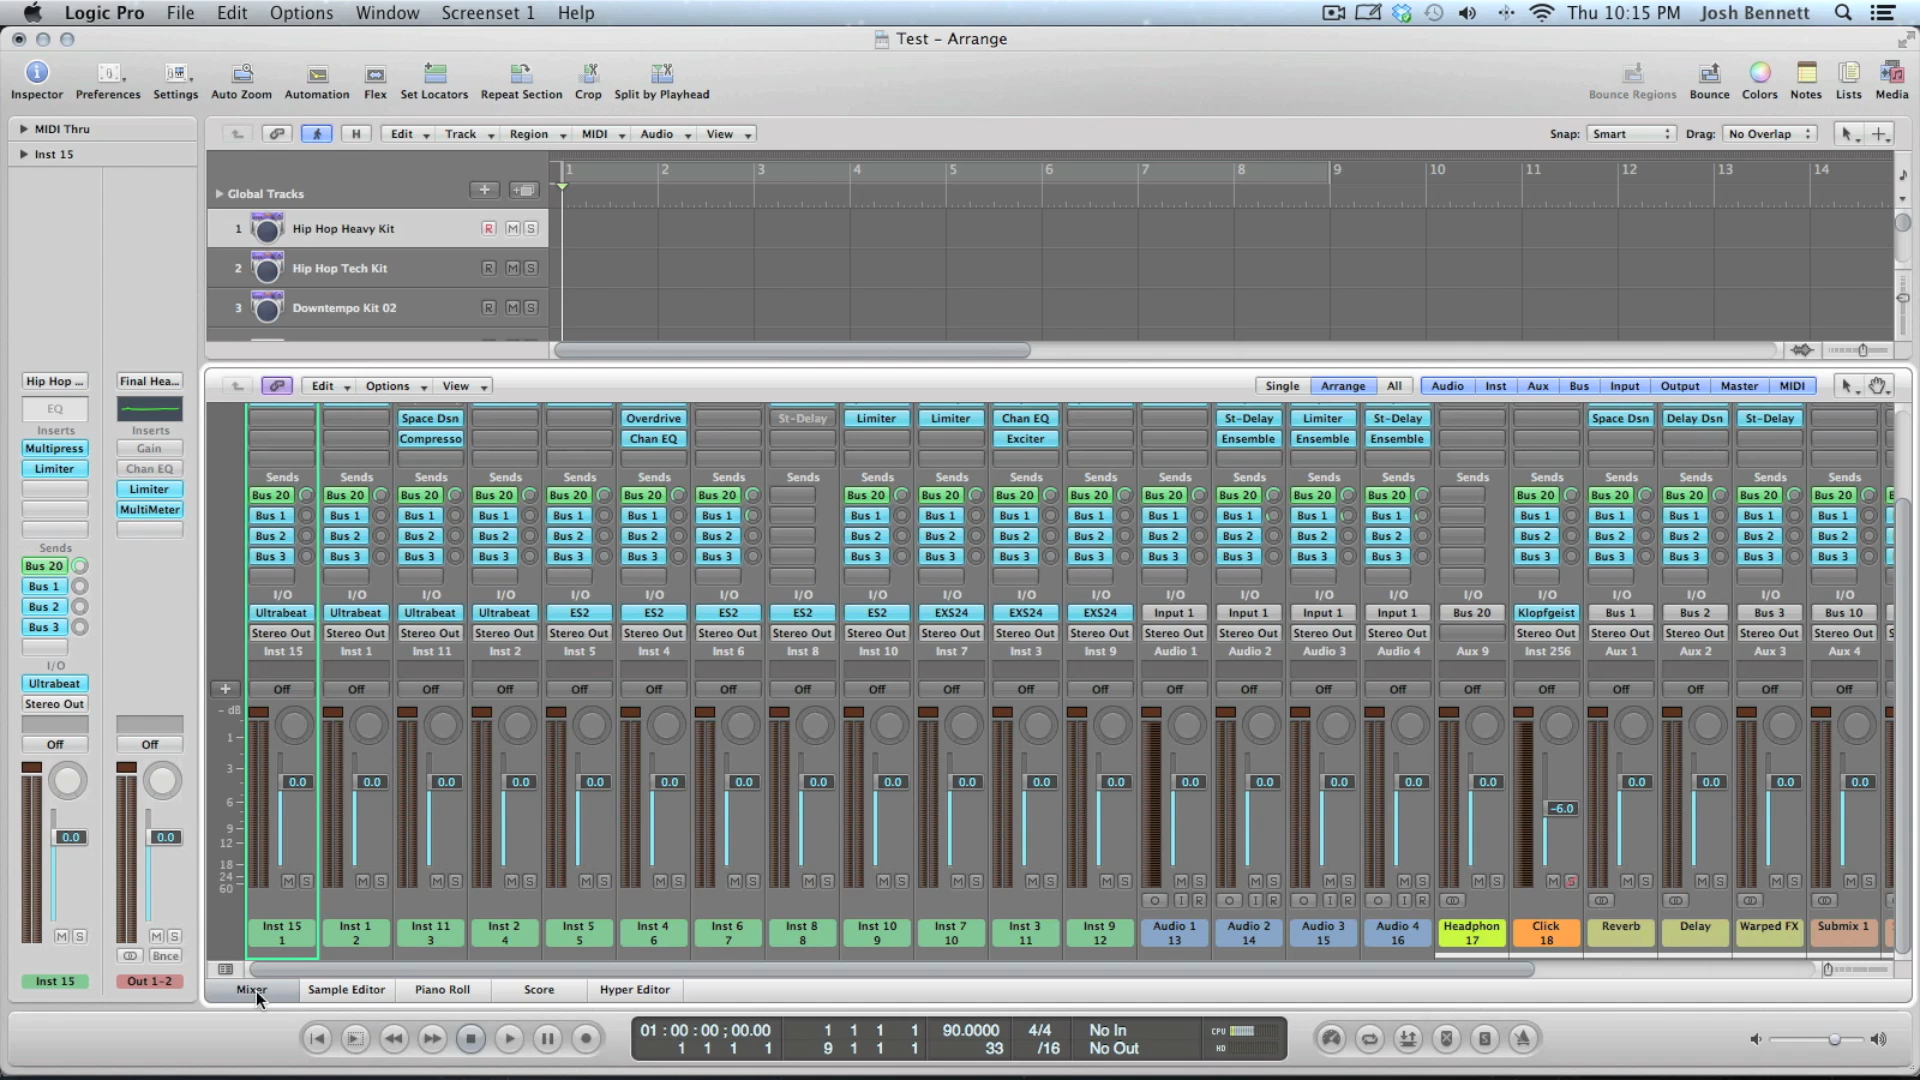 Logic Pro File Edit Options Window Screenset 1 Help Thu 10:15 PM Josh Bennett
Test – Arrange
Inspector Preferences Settings Auto Zoom Automation Flex Set Locators Repeat Section Crop Split by Playhead Bounce Regions Bounce Colors Notes Lists Media
MIDI Thru
Inst 15
H Edit Track Region MIDI Audio View Snap: Smart Drag: No Overlap
1 2 3 4 5 6 7 8 9 10 11 12 13 14
Global Tracks
1 Hip Hop Heavy Kit R M S
2 Hip Hop Tech Kit R M S
3 Downtempo Kit 02 R M S
Hip Hop ... Final Hea...
EQ
Inserts Inserts
Multipress Gain
Limiter Chan EQ
Limiter
MultiMeter
Sends
Bus 20
Bus 1
Bus 2
Bus 3
I/O
Ultrabeat
Stereo Out
Off Off
0.0 0.0
M S M S
Bnce
Inst 15 Out 1-2
Edit Options View Single Arrange All Audio Inst Aux Bus Input Output Master MIDI
Space Dsn Overdrive St-Delay Limiter Limiter Chan EQ St-Delay Limiter St-Delay Space Dsn Delay Dsn St-Delay
Compresso Chan EQ Exciter Ensemble Ensemble Ensemble
Sends Sends Sends Sends Sends Sends Sends Sends Sends Sends Sends Sends Sends Sends Sends Sends Sends Sends Sends Sends Sends Sends
Bus 20 Bus 20 Bus 20 Bus 20 Bus 20 Bus 20 Bus 20 Bus 20 Bus 20 Bus 20 Bus 20 Bus 20 Bus 20 Bus 20 Bus 20 Bus 20 Bus 20 Bus 20 Bus 20 Bus 20
Bus 1 Bus 1 Bus 1 Bus 1 Bus 1 Bus 1 Bus 1 Bus 1 Bus 1 Bus 1 Bus 1 Bus 1 Bus 1 Bus 1 Bus 1 Bus 1 Bus 1 Bus 1 Bus 1 Bus 1
Bus 2 Bus 2 Bus 2 Bus 2 Bus 2 Bus 2 Bus 2 Bus 2 Bus 2 Bus 2 Bus 2 Bus 2 Bus 2 Bus 2 Bus 2 Bus 2 Bus 2 Bus 2 Bus 2 Bus 2
Bus 3 Bus 3 Bus 3 Bus 3 Bus 3 Bus 3 Bus 3 Bus 3 Bus 3 Bus 3 Bus 3 Bus 3 Bus 3 Bus 3 Bus 3 Bus 3 Bus 3 Bus 3 Bus 3 Bus 3
I/O I/O I/O I/O I/O I/O I/O I/O I/O I/O I/O I/O I/O I/O I/O I/O I/O I/O I/O I/O I/O I/O
Ultrabeat Ultrabeat Ultrabeat Ultrabeat ES2 ES2 ES2 ES2 ES2 EXS24 EXS24 EXS24 Input 1 Input 1 Input 1 Input 1 Bus 20 Klopfgeist Bus 1 Bus 2 Bus 3 Bus 10
Stereo Out Stereo Out Stereo Out Stereo Out Stereo Out Stereo Out Stereo Out Stereo Out Stereo Out Stereo Out Stereo Out Stereo Out Stereo Out Stereo Out Stereo Out Stereo Out Stereo Out Stereo Out Stereo Out Stereo Out Stereo Out
Inst 15 Inst 1 Inst 11 Inst 2 Inst 5 Inst 4 Inst 6 Inst 8 Inst 10 Inst 7 Inst 3 Inst 9 Audio 1 Audio 2 Audio 3 Audio 4 Aux 9 Inst 256 Aux 1 Aux 2 Aux 3 Aux 4
Off Off Off Off Off Off Off Off Off Off Off Off Off Off Off Off Off Off Off Off Off Off
- dB
1
3
0.0 0.0 0.0 0.0 0.0 0.0 0.0 0.0 0.0 0.0 0.0 0.0 0.0 0.0 0.0 0.0 0.0 -6.0 0.0 0.0 0.0 0.0
6
9
12
18
24
60
M S M S M S M S M S M S M S M S M S M S M S M S M S M S M S M S M S M S M S M S M S M S
I R I R I R I R
Inst 15 Inst 1 Inst 11 Inst 2 Inst 5 Inst 4 Inst 6 Inst 8 Inst 10 Inst 7 Inst 3 Inst 9 Audio 1 Audio 2 Audio 3 Audio 4 Headphon Click Reverb Delay Warped FX Submix 1
1 2 3 4 5 6 7 8 9 10 11 12 13 14 15 16 17 18
Mixer Sample Editor Piano Roll Score Hyper Editor
01 : 00 : 00 ; 00.00 1 1 1 1 90.0000 4/4 No In CPU
1 1 1 1 9 1 1 1 33 /16 No Out HD